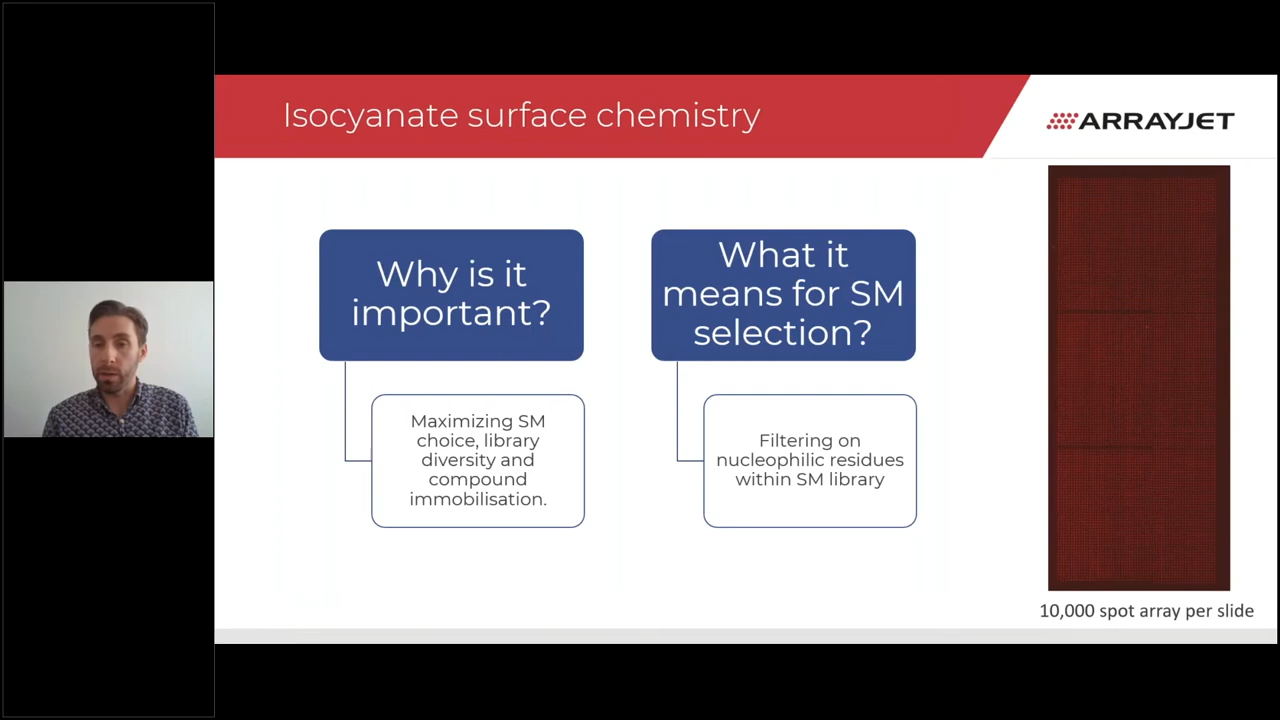 Isocyanate surface chemistry
ARRAYJET
Why is it
important?
Maximizing SM
choice, library
diversity and
compound
immobilisation.
What it
means for SM
selection?
Filtering on
nucleophilic residues
within SM library
10,000 spot array per slide